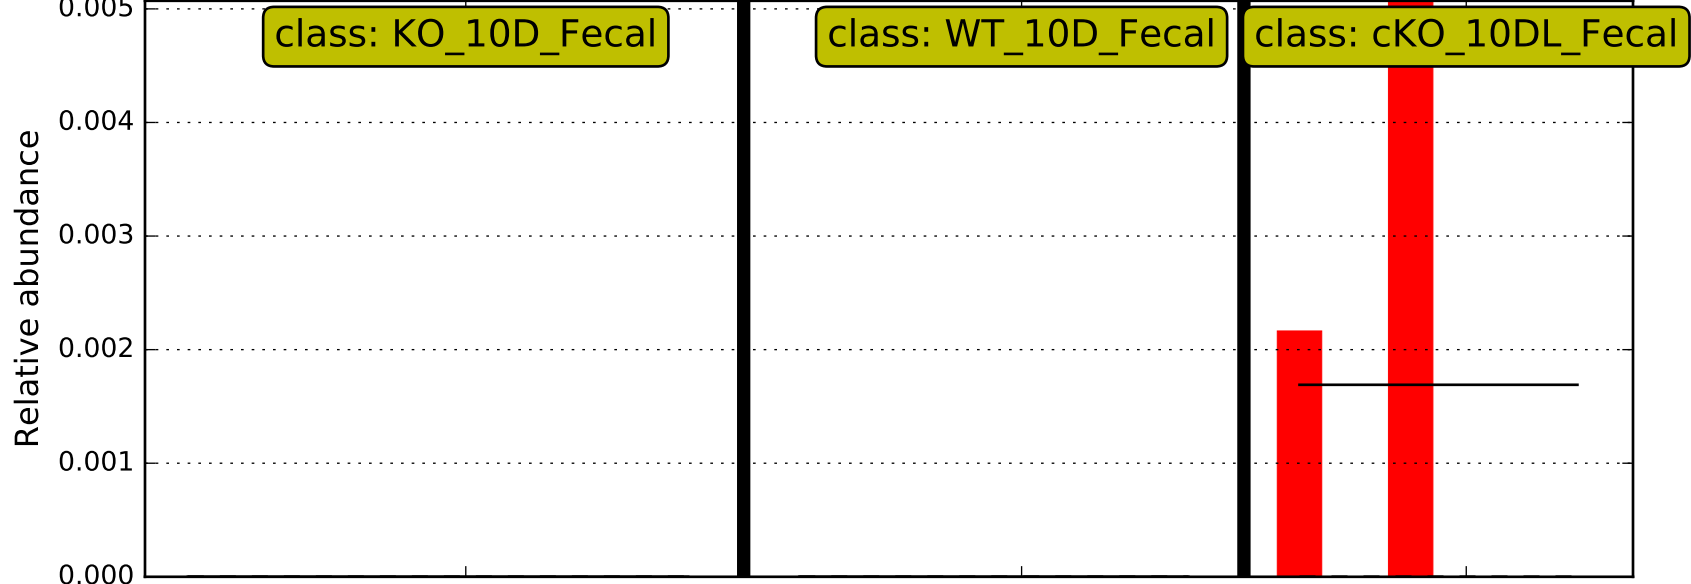 class: KO_10D_Fecal
class: WT_10D_Fecal
class: cKO_10DL_Fecal
0.005
0.004
0.003
0.002
0.001
0.000
Relative abundance